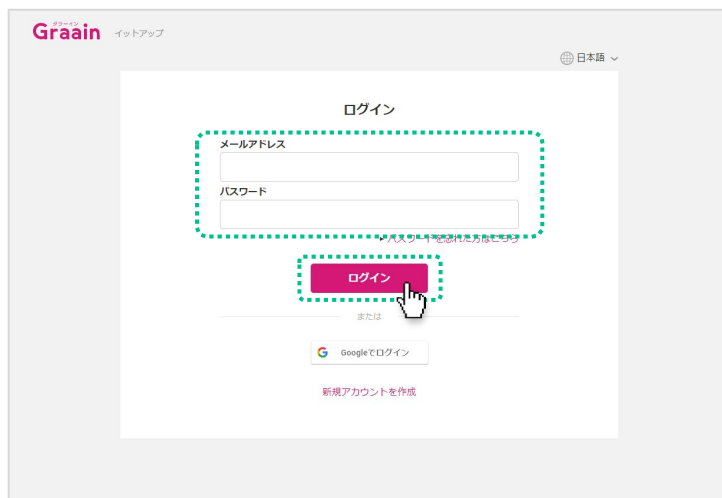 グラーイン
Graain イットアップ
日本語
ログイン
メールアドレス
パスワード
パスワードを忘れた方はこちら
ログイン
または
Googleでログイン
新規アカウントを作成